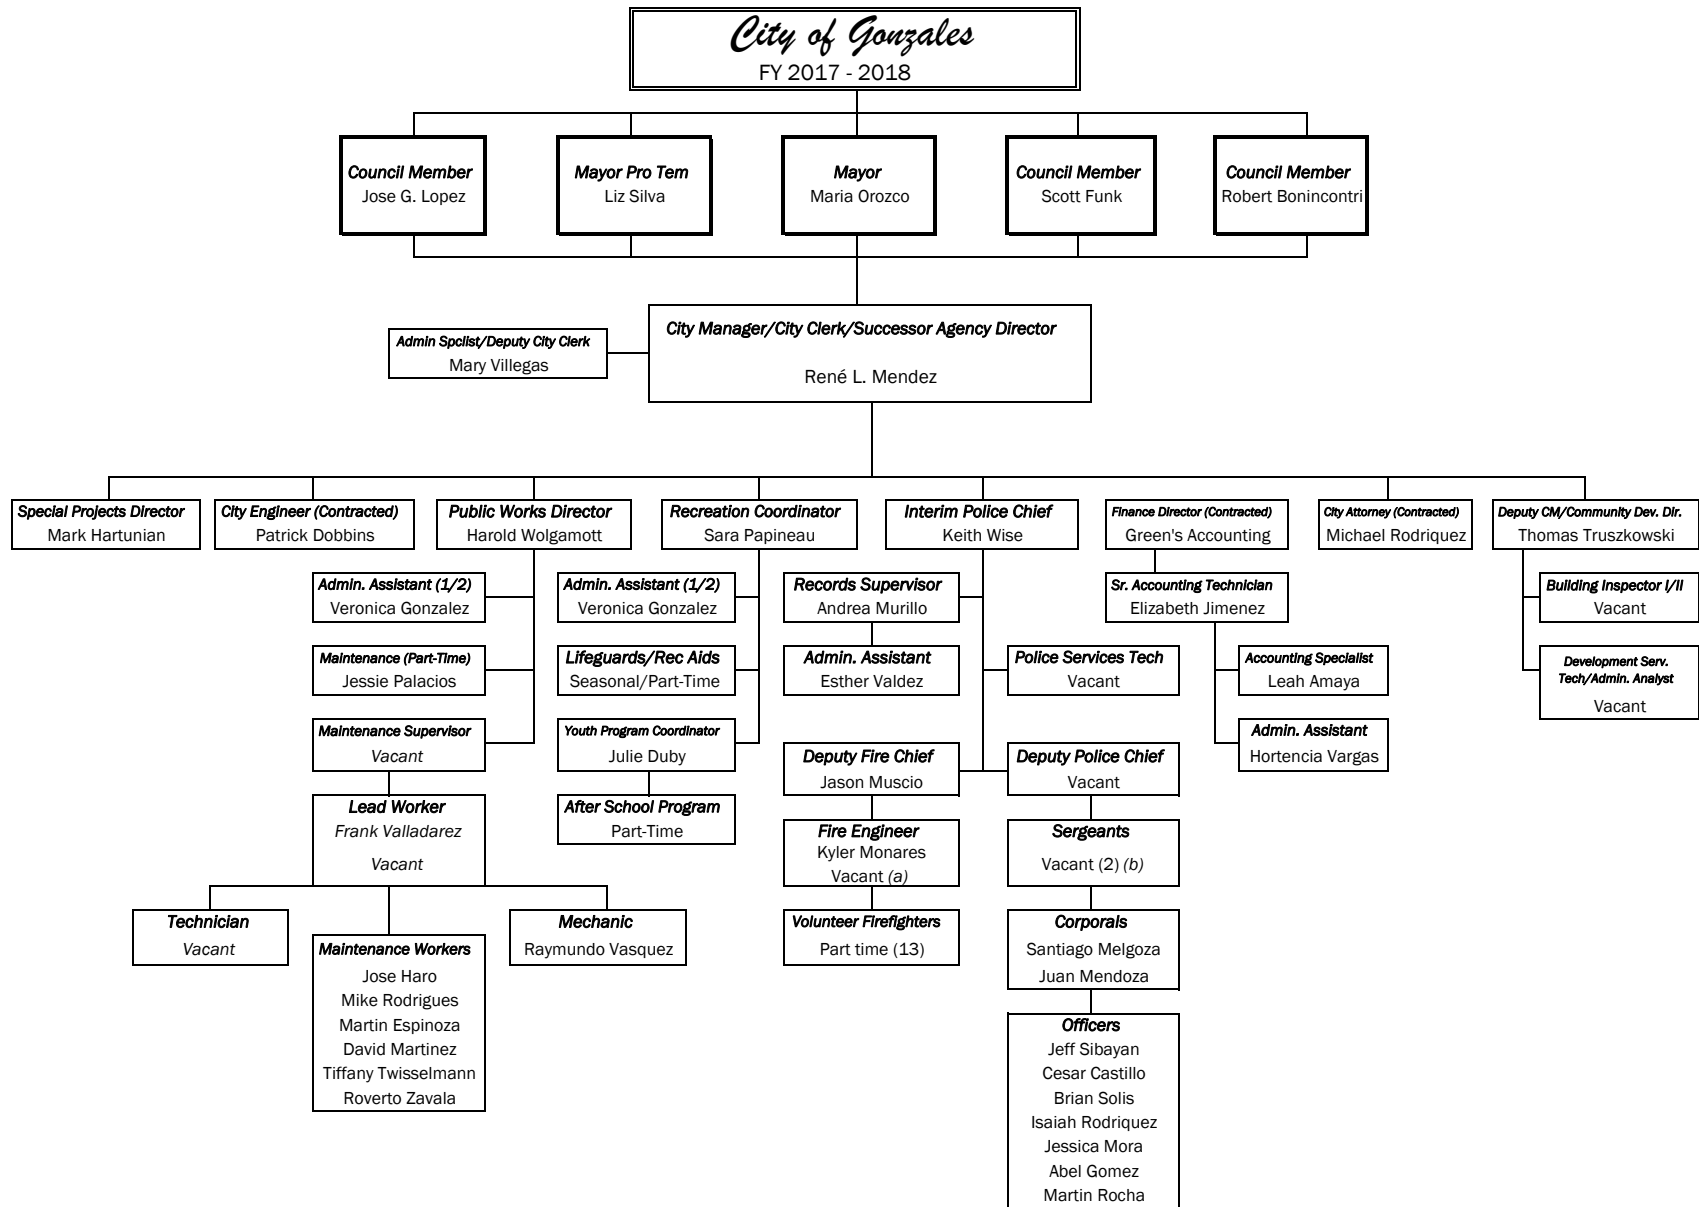 City of Gonzales
FY 2017 - 2018
Council Member
Jose G. Lopez
Mayor Pro Tem
Liz Silva
Mayor
Maria Orozco
Council Member
Scott Funk
Council Member
Robert Bonincontri
City Manager/City Clerk/Successor Agency Director
René L. Mendez
Admin Spclist/Deputy City Clerk
Mary Villegas
Special Projects Director
Mark Hartunian
City Engineer (Contracted)
Patrick Dobbins
Public Works Director
Harold Wolgamott
Recreation Coordinator
Sara Papineau
Interim Police Chief
Keith Wise
Finance Director (Contracted)
Green's Accounting
City Attorney (Contracted)
Michael Rodriquez
Deputy CM/Community Dev. Dir.
Thomas Truszkowski
Admin. Assistant (1/2)
Veronica Gonzalez
Maintenance (Part-Time)
Jessie Palacios
Maintenance Supervisor
Vacant
Lead Worker
Frank Valladarez
Vacant
Technician
Vacant
Maintenance Workers
Jose Haro
Mike Rodrigues
Martin Espinoza
David Martinez
Tiffany Twisselmann
Roverto Zavala
Mechanic
Raymundo Vasquez
Admin. Assistant (1/2)
Veronica Gonzalez
Lifeguards/Rec Aids
Seasonal/Part-Time
Youth Program Coordinator
Julie Duby
After School Program
Part-Time
Records Supervisor
Andrea Murillo
Admin. Assistant
Esther Valdez
Police Services Tech
Vacant
Deputy Fire Chief
Jason Muscio
Fire Engineer
Kyler Monares
Vacant (a)
Volunteer Firefighters
Part time (13)
Deputy Police Chief
Vacant
Sergeants
Vacant (2) (b)
Corporals
Santiago Melgoza
Juan Mendoza
Officers
Jeff Sibayan
Cesar Castillo
Brian Solis
Isaiah Rodriquez
Jessica Mora
Abel Gomez
Martin Rocha
Sr. Accounting Technician
Elizabeth Jimenez
Accounting Specialist
Leah Amaya
Admin. Assistant
Hortencia Vargas
Building Inspector I/II
Vacant
Development Serv.
Tech/Admin. Analyst
Vacant